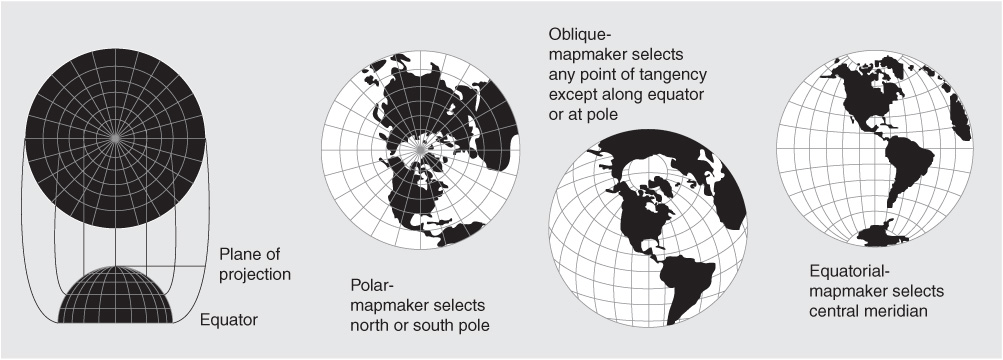 Plane of
projection
Equator
Polar-
mapmaker selects
north or south pole
Oblique-
mapmaker selects
any point of tangency
except along equator
or at pole
Equatorial-
mapmaker selects
central meridian